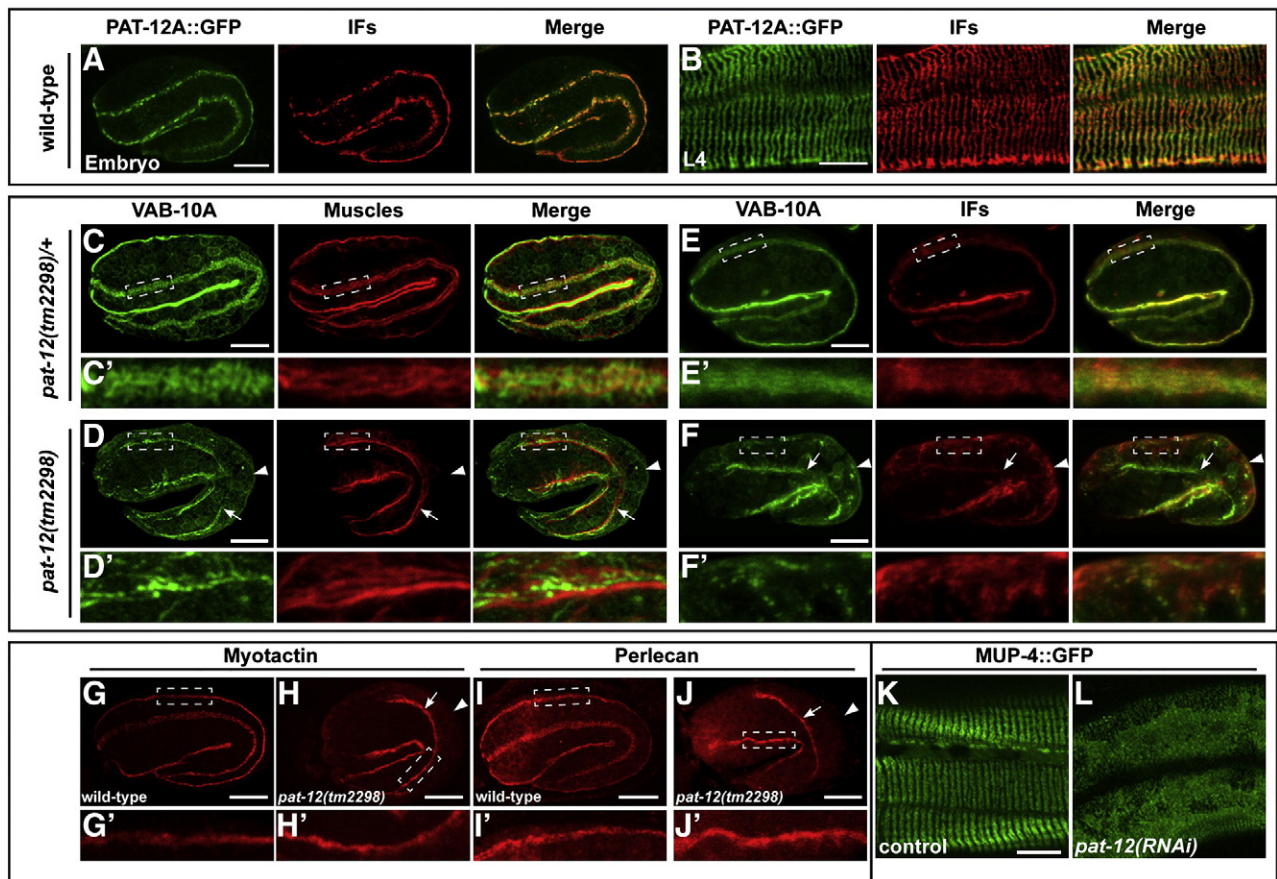 PAT-12A::GFP IFs Merge PAT-12A::GFP IFs Merge
wild-type
A B
Embryo L4
VAB-10A Muscles Merge VAB-10A IFs Merge
pat-12(tm2298)/+
C E
C' E'
pat-12(tm2298)
D F
D' F'
Myotactin Perlecan MUP-4::GFP
G H I J K L
wild-type pat-12(tm2298) wild-type pat-12(tm2298)
G' H' I' J'
control pat-12(RNAi)